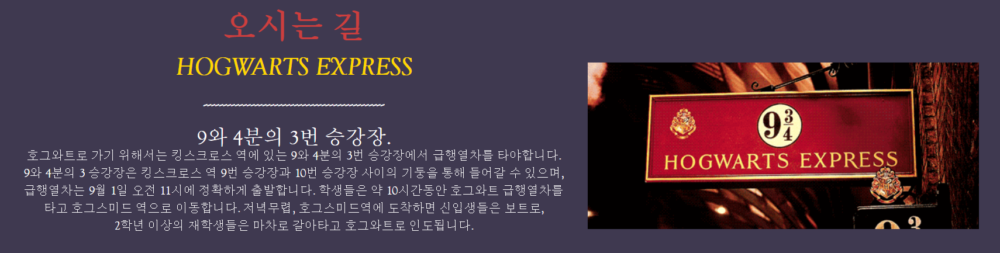 오시는 길
HOGWARTS EXPRESS
9와 4분의 3번 승강장.
호그와트로 가기 위해서는 킹스크로스 역에 있는 9와 4분의 3번 승강장에서 급행열차를 타야합니다.
9와 4분의 3 승강장은 킹스크로스 역 9번 승강장과 10번 승강장 사이의 기둥을 통해 들어갈 수 있으며,
급행열차는 9월 1일 오전 11시에 정확하게 출발합니다. 학생들은 약 10시간동안 호그와트 급행열차를
타고 호그스미드 역으로 이동합니다. 저녁무렵, 호그스미드역에 도착하면 신입생들은 보트로,
2학년 이상의 재학생들은 마차로 갈아타고 호그와트로 인도됩니다.
9 3/4
HOGWARTS EXPRESS
9 3